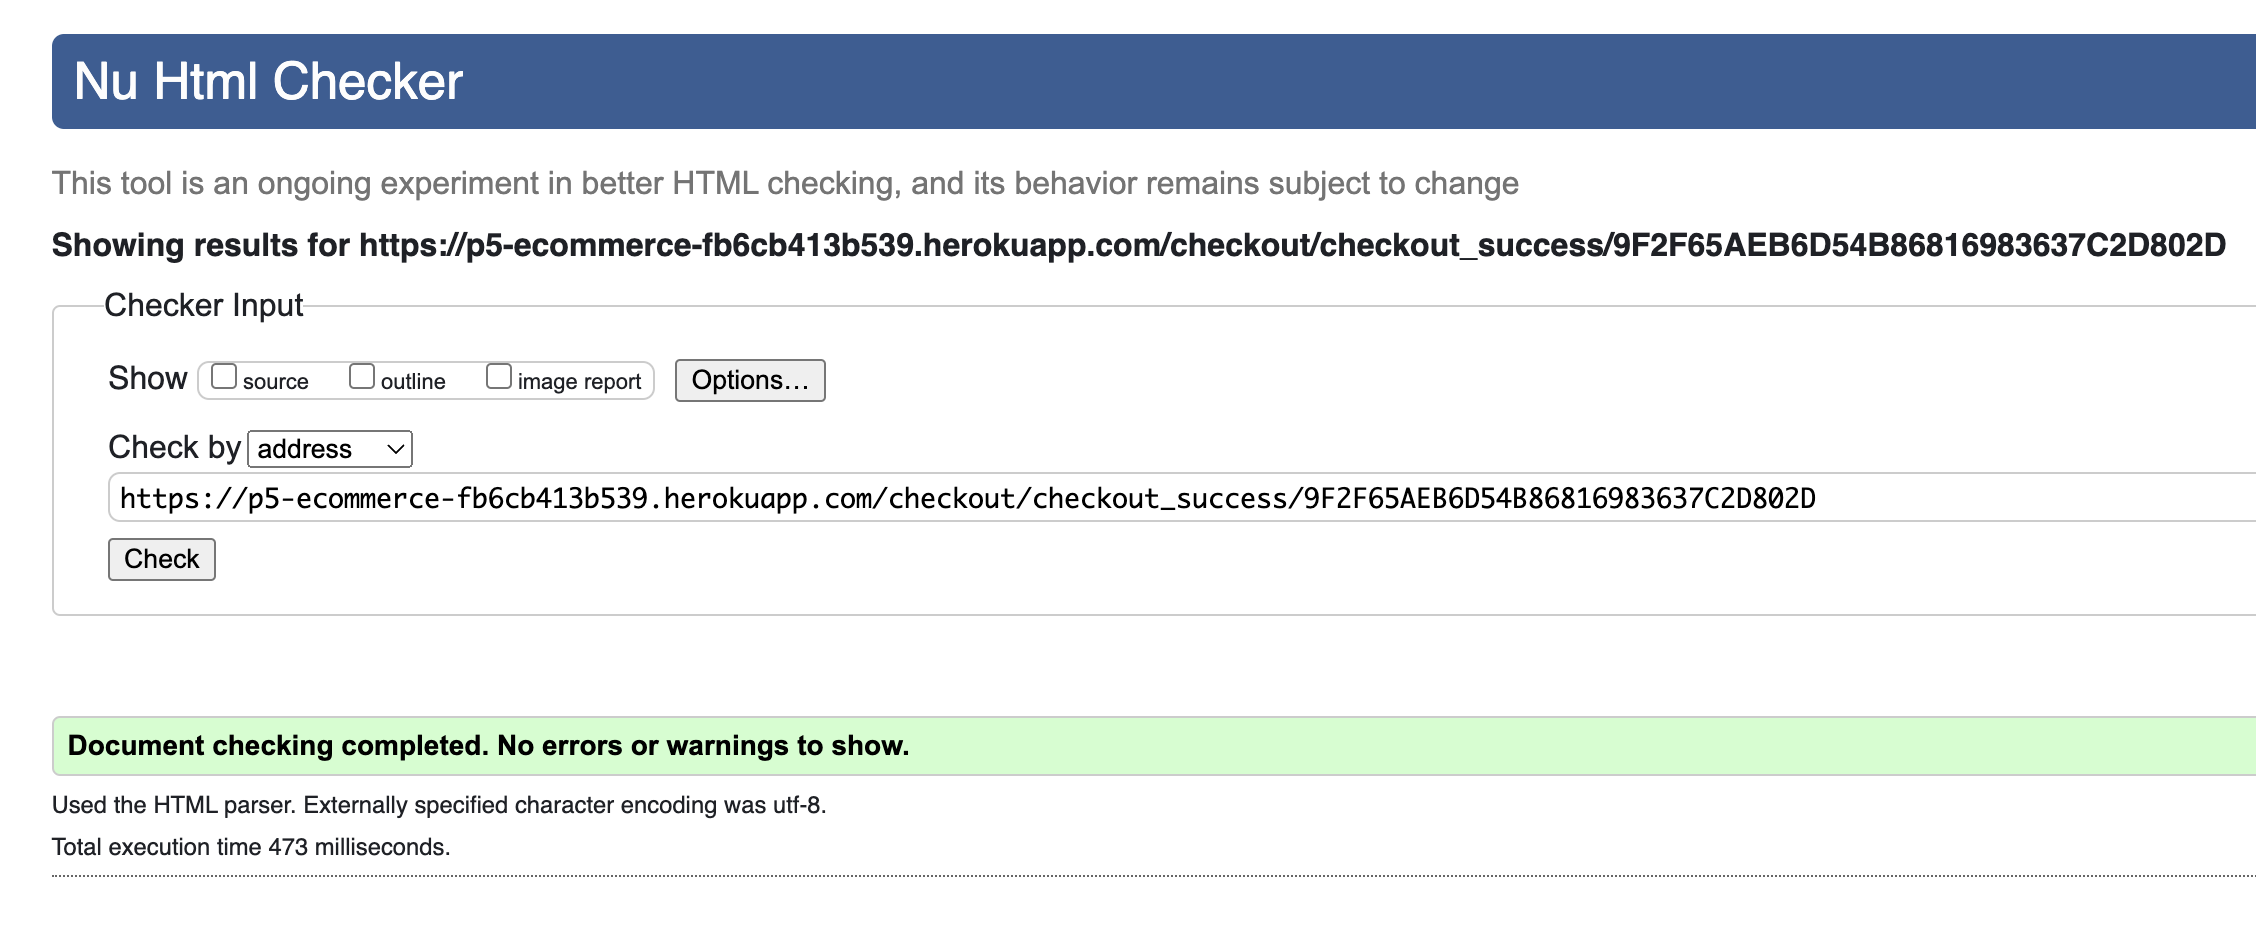 Nu Html Checker
This tool is an ongoing experiment in better HTML checking, and its behavior remains subject to change
Showing results for https://p5-ecommerce-fb6cb413b539.herokuapp.com/checkout/checkout_success/9F2F65AEB6D54B86816983637C2D802D
Checker Input
Show source outline image report Options...
Check by address
https://p5-ecommerce-fb6cb413b539.herokuapp.com/checkout/checkout_success/9F2F65AEB6D54B86816983637C2D802D
Check
Document checking completed. No errors or warnings to show.
Used the HTML parser. Externally specified character encoding was utf-8.
Total execution time 473 milliseconds.